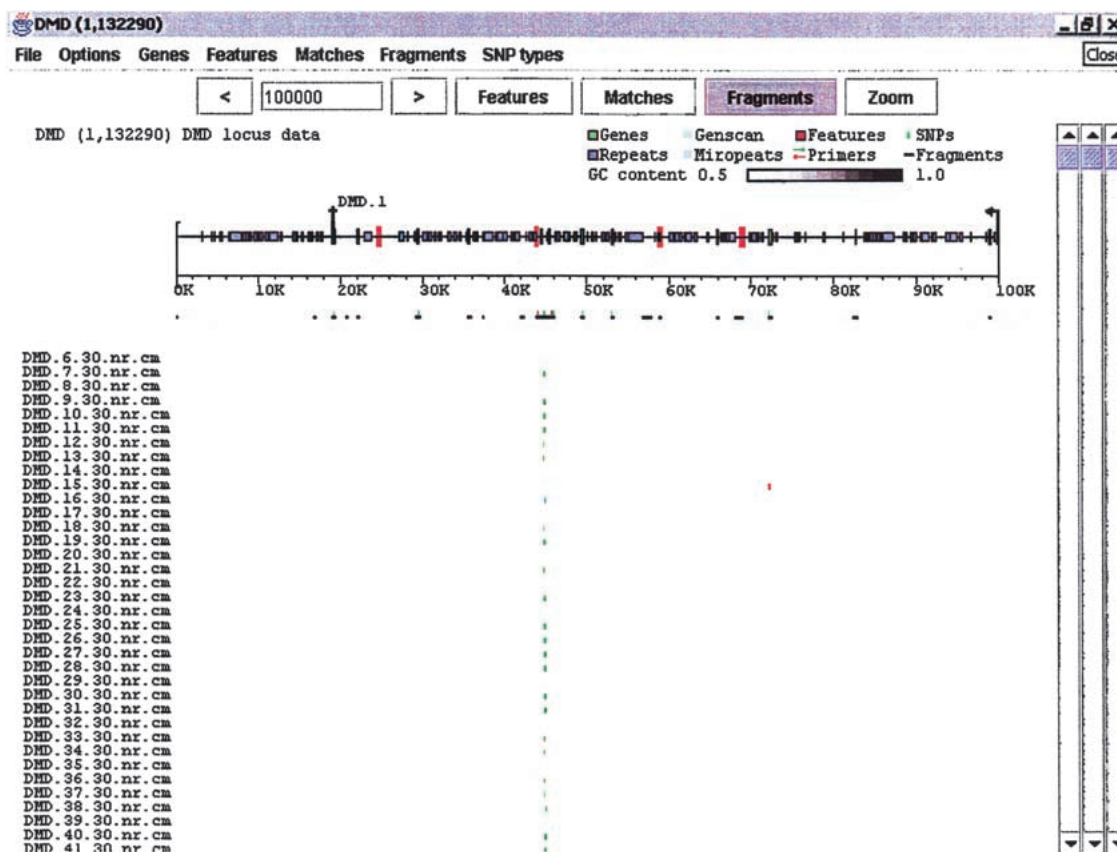 DMD (1,132290)
File Options Genes Features Matches Fragments SNP types Close
< 100000 > Features Matches Fragments Zoom
DMD (1,132290) DMD locus data
Genes Genscan Features SNPs
Repeats Miropeats Primers Fragments
GC content 0.5 1.0
DMD.1
0K 10K 20K 30K 40K 50K 60K 70K 80K 90K 100K
DMD.6.30.nr.cm
DMD.7.30.nr.cm
DMD.8.30.nr.cm
DMD.9.30.nr.cm
DMD.10.30.nr.cm
DMD.11.30.nr.cm
DMD.12.30.nr.cm
DMD.13.30.nr.cm
DMD.14.30.nr.cm
DMD.15.30.nr.cm
DMD.16.30.nr.cm
DMD.17.30.nr.cm
DMD.18.30.nr.cm
DMD.19.30.nr.cm
DMD.20.30.nr.cm
DMD.21.30.nr.cm
DMD.22.30.nr.cm
DMD.23.30.nr.cm
DMD.24.30.nr.cm
DMD.25.30.nr.cm
DMD.26.30.nr.cm
DMD.27.30.nr.cm
DMD.28.30.nr.cm
DMD.29.30.nr.cm
DMD.30.30.nr.cm
DMD.31.30.nr.cm
DMD.32.30.nr.cm
DMD.33.30.nr.cm
DMD.34.30.nr.cm
DMD.35.30.nr.cm
DMD.36.30.nr.cm
DMD.37.30.nr.cm
DMD.38.30.nr.cm
DMD.39.30.nr.cm
DMD.40.30.nr.cm
DMD.41.30.nr.cm